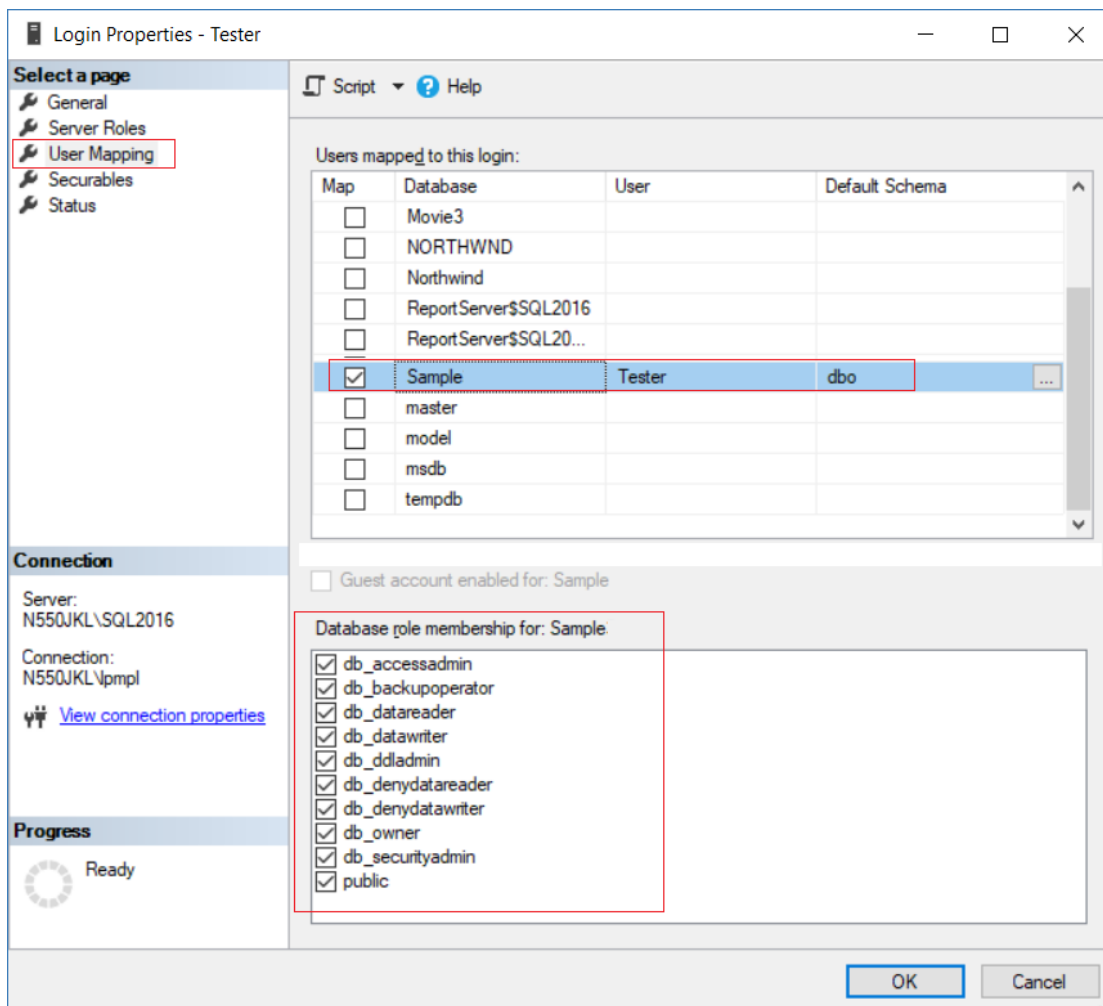 Login Properties - Tester
Select a page
General
Server Roles
User Mapping
Securables
Status
Script
Help
Users mapped to this login:
Map Database User Default Schema
Movie3
NORTHWND
Northwind
ReportServer$SQL2016
ReportServer$SQL20...
Sample Tester dbo ...
master
model
msdb
tempdb
Guest account enabled for: Sample
Database role membership for: Sample
db_accessadmin
db_backupoperator
db_datareader
db_datawriter
db_ddladmin
db_denydatareader
db_denydatawriter
db_owner
db_securityadmin
public
Connection
Server:
N550JKL\SQL2016
Connection:
N550JKL\lpmpl
View connection properties
Progress
Ready
OK Cancel